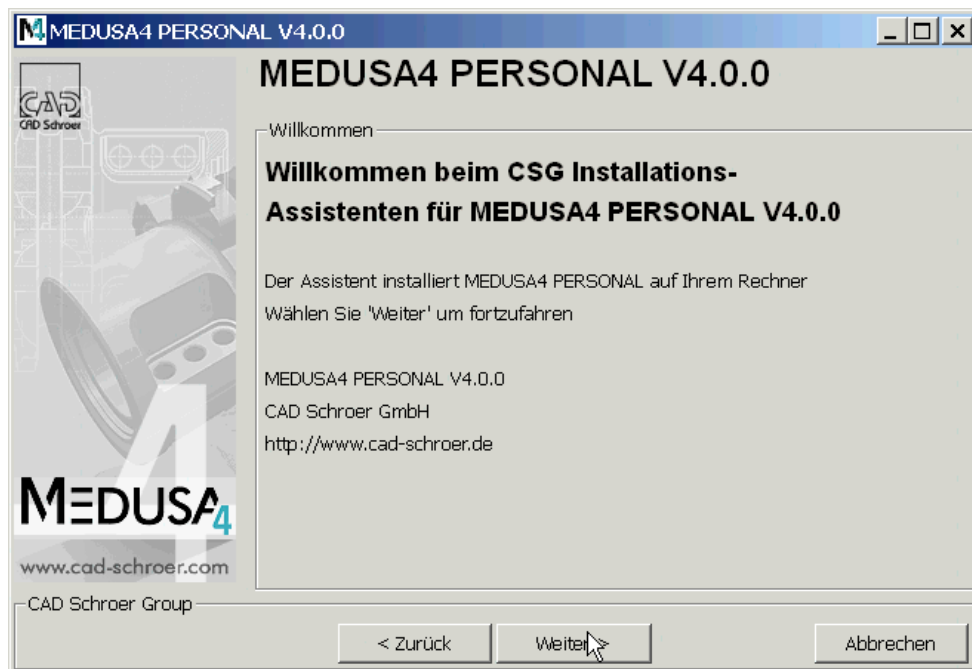 MEDUSA4 PERSONAL V4.0.0
CAD
CAD Schroer
MEDUSA4
www.cad-schroer.com
MEDUSA4 PERSONAL V4.0.0
Willkommen
Willkommen beim CSG Installations-
Assistenten für MEDUSA4 PERSONAL V4.0.0
Der Assistent installiert MEDUSA4 PERSONAL auf Ihrem Rechner
Wählen Sie 'Weiter' um fortzufahren
MEDUSA4 PERSONAL V4.0.0
CAD Schroer GmbH
http://www.cad-schroer.de
CAD Schroer Group
< Zurück
Weiter >
Abbrechen